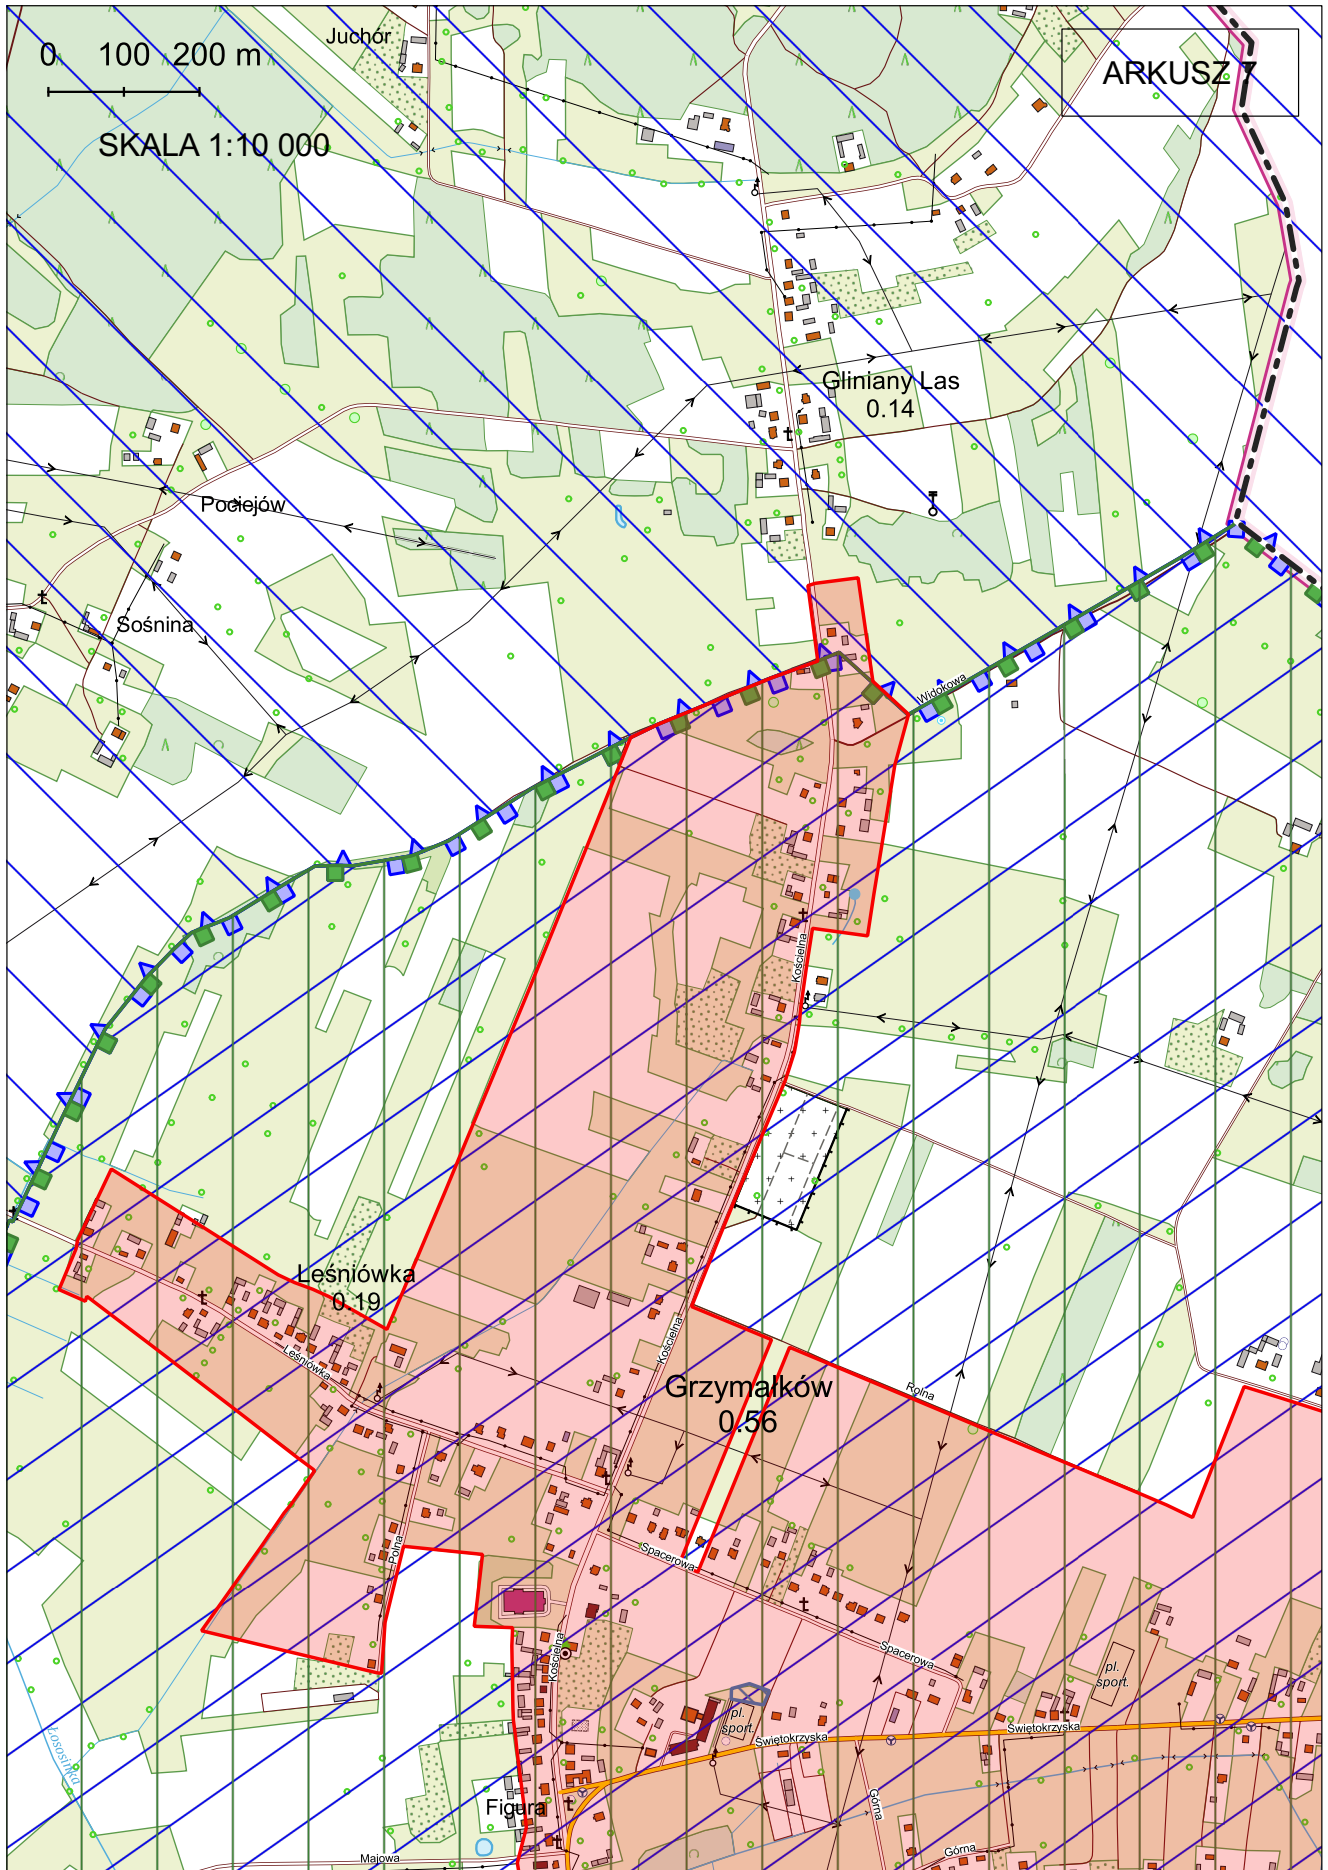 Juchór
0 100 200 m
ARKUSZ 7
SKALA 1:10 000
Gliniany Las
0.14
Pociejów
Sośnina
Widokowa
Kościelna
Leśniówka
0.19
Leśniówka
Kościelna
Grzymałków
0.56
Rolna
Polna
Spacerowa
Kościelna
Spacerowa
pl.
sport.
pl.
sport.
Świętokrzyska
Świętokrzyska
Łososinka
Górna
Figura
Majowa
Górna